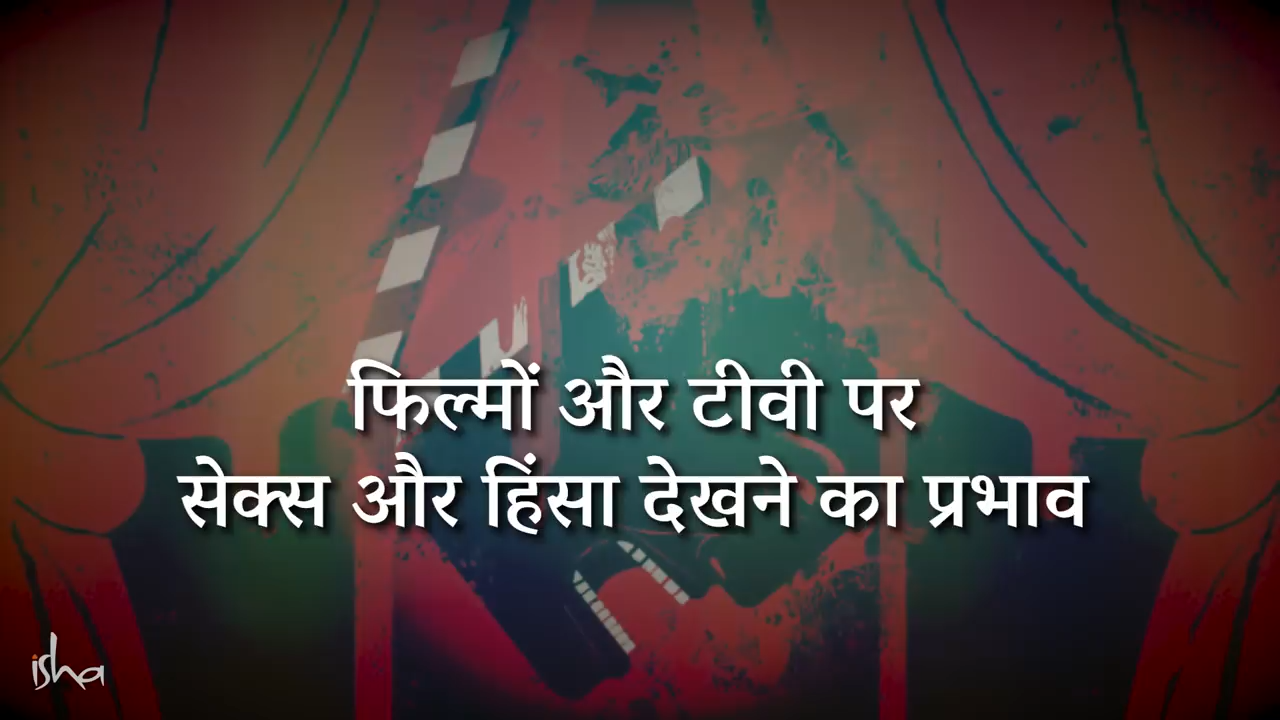 फिल्मों और टीवी पर
सेक्स और हिंसा देखने का प्रभाव
isha